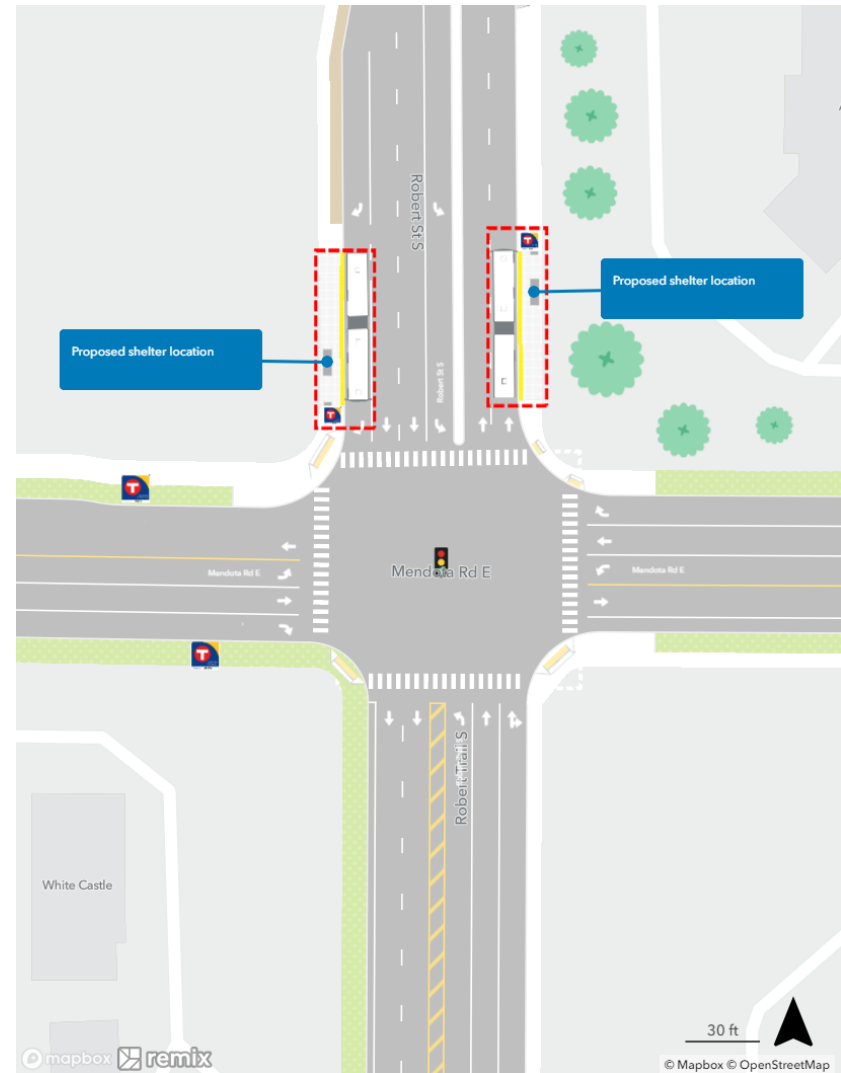 Robert St S
Proposed shelter location
Proposed shelter location
Robert St S
T
T
T
T
Mendota Rd E
Mendota Rd E
Mendota Rd E
Robert Trail S
White Castle
30 ft
mapbox remix
© Mapbox © OpenStreetMap